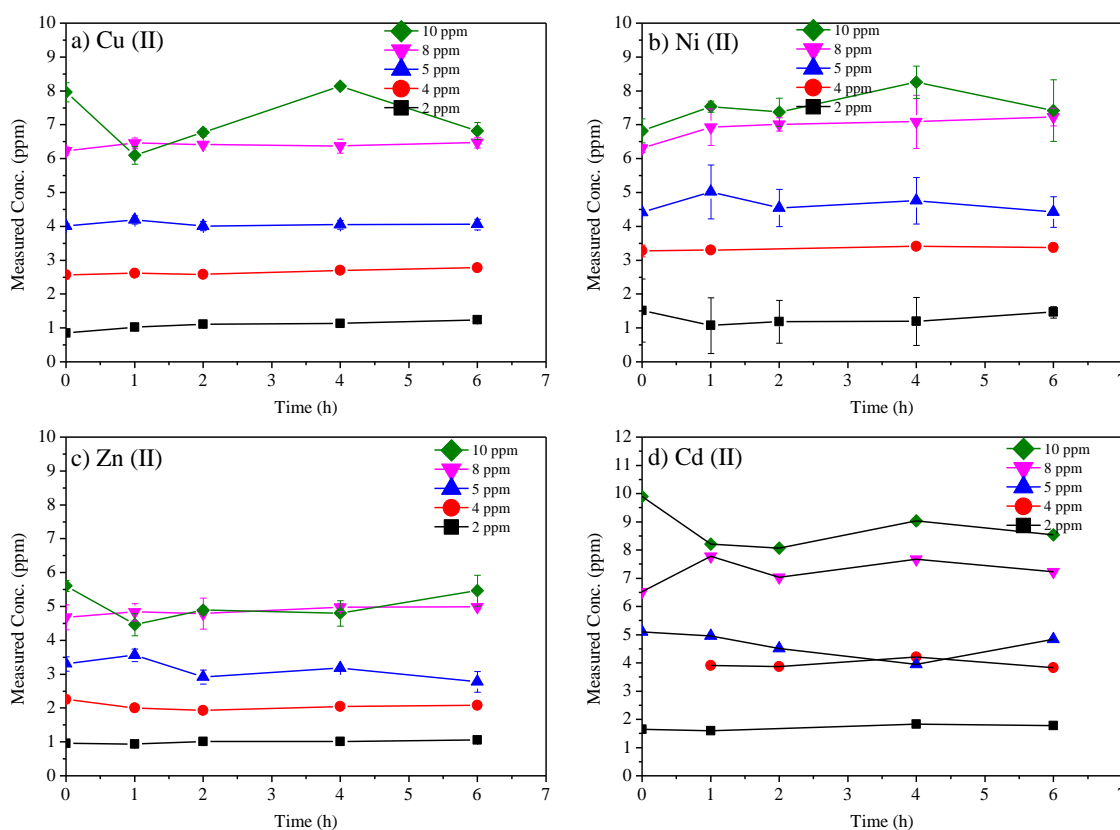 a) Cu (II)
10 ppm
8 ppm
5 ppm
4 ppm
2 ppm
10
9
8
7
6
5
4
3
2
1
0
Measured Conc. (ppm)
0 1 2 3 4 5 6 7
Time (h)
b) Ni (II)
10 ppm
8 ppm
5 ppm
4 ppm
2 ppm
10
9
8
7
6
5
4
3
2
1
0
Measured Conc. (ppm)
0 1 2 3 4 5 6 7
Time (h)
c) Zn (II)
10 ppm
8 ppm
5 ppm
4 ppm
2 ppm
10
9
8
7
6
5
4
3
2
1
0
Measured Conc. (ppm)
0 1 2 3 4 5 6 7
Time (h)
d) Cd (II)
10 ppm
8 ppm
5 ppm
4 ppm
2 ppm
12
11
10
9
8
7
6
5
4
3
2
1
0
Measured Conc. (ppm)
0 1 2 3 4 5 6 7
Time (h)